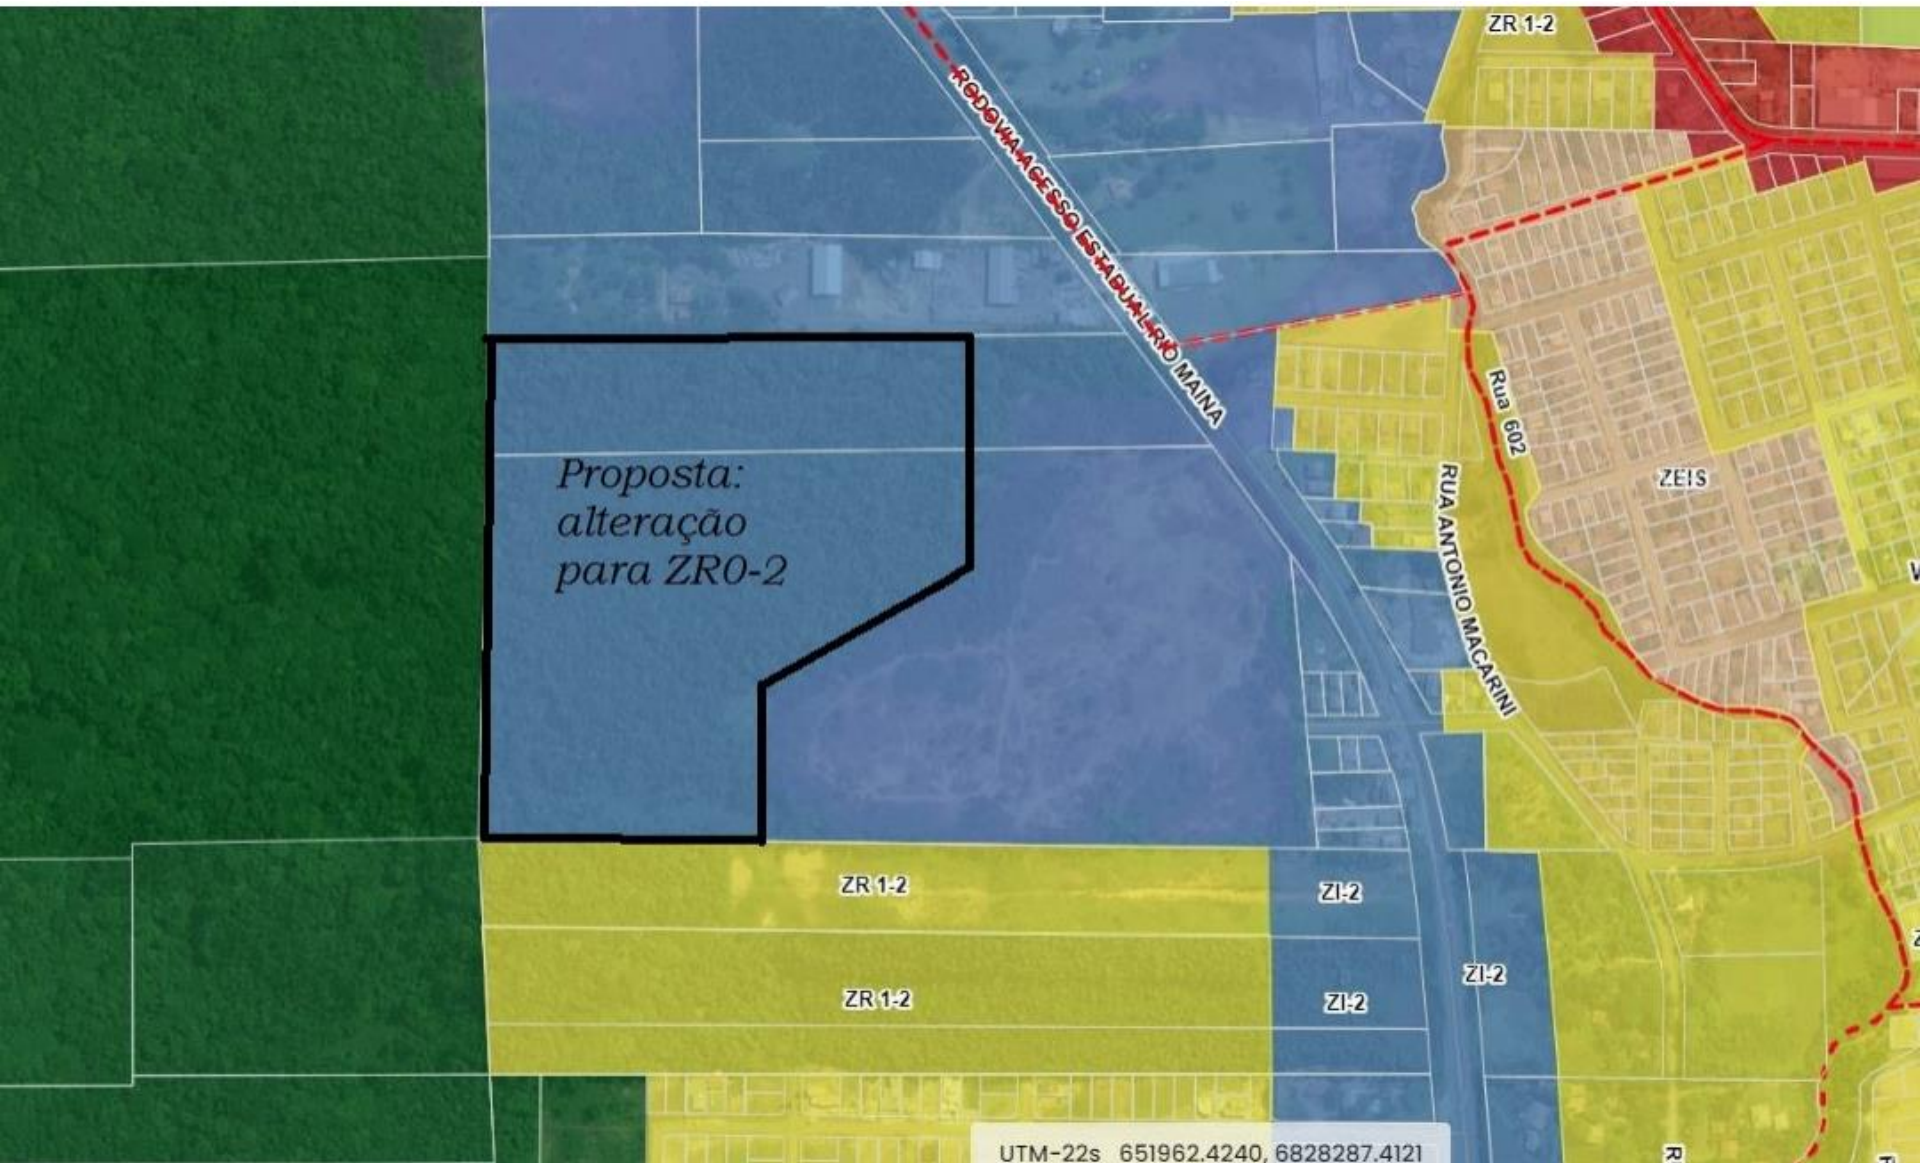 ZR 1-2
RODOVIA ACESSO ESTADUAL RIO MAINA
Rua 602
ZEIS
RUA ANTONIO MACARINI
Proposta:
alteração
para ZR0-2
ZR 1-2
ZI-2
ZI-2
ZR 1-2
ZI-2
UTM-22s 651962.4240, 6828287.4121